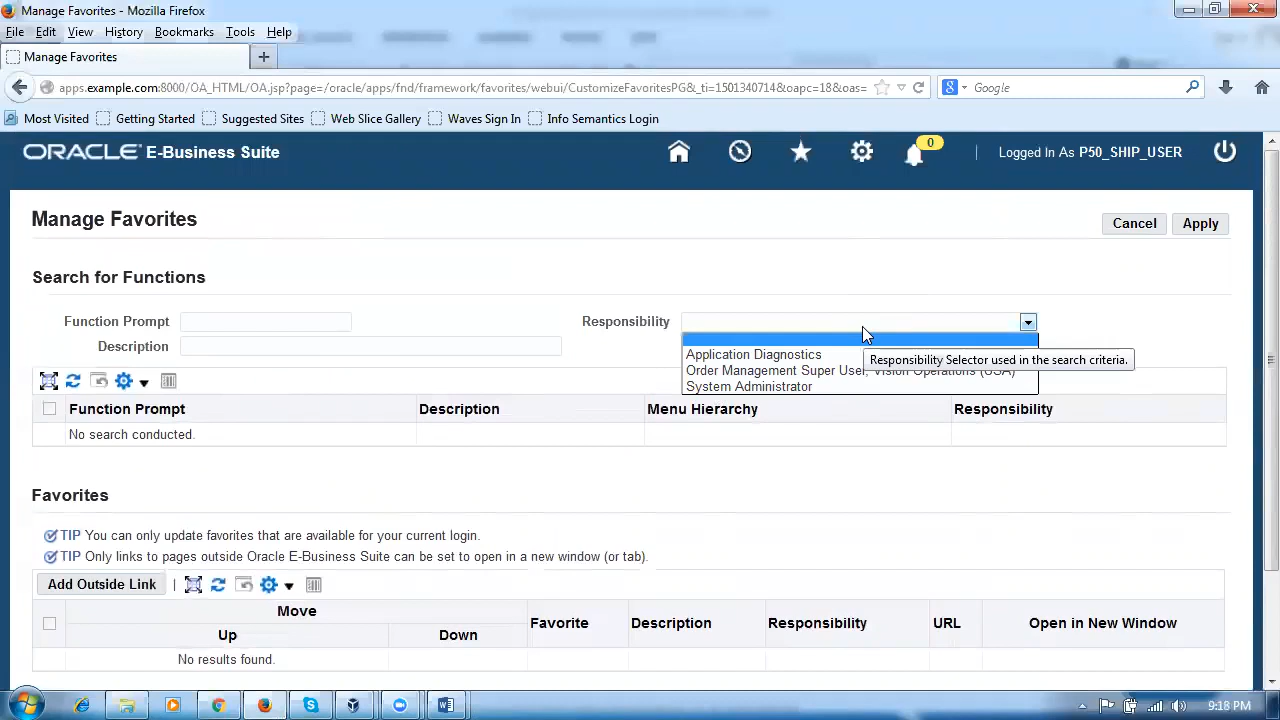 Manage Favorites - Mozilla Firefox
File Edit View History Bookmarks Tools Help
Manage Favorites
apps.example.com:8000/OA_HTML/OA.jsp?page=/oracle/apps/fnd/framework/favorites/webui/CustomizeFavoritesPG&_ti=1501340714&oapc=18&oas= Google
Most Visited Getting Started Suggested Sites Web Slice Gallery Waves Sign In Info Semantics Login
ORACLE E-Business Suite 0 Logged In As P50_SHIP_USER
Manage Favorites
Cancel Apply
Search for Functions
Function Prompt Responsibility
Description
Application Diagnostics
Responsibility Selector used in the search criteria.
Order Management Super User, Vision Operations (USA)
System Administrator
Function Prompt Description Menu Hierarchy Responsibility
No search conducted.
Favorites
TIP You can only update favorites that are available for your current login.
TIP Only links to pages outside Oracle E-Business Suite can be set to open in a new window (or tab).
Add Outside Link
Move
Favorite Description Responsibility URL Open in New Window
Up Down
No results found.
9:18 PM